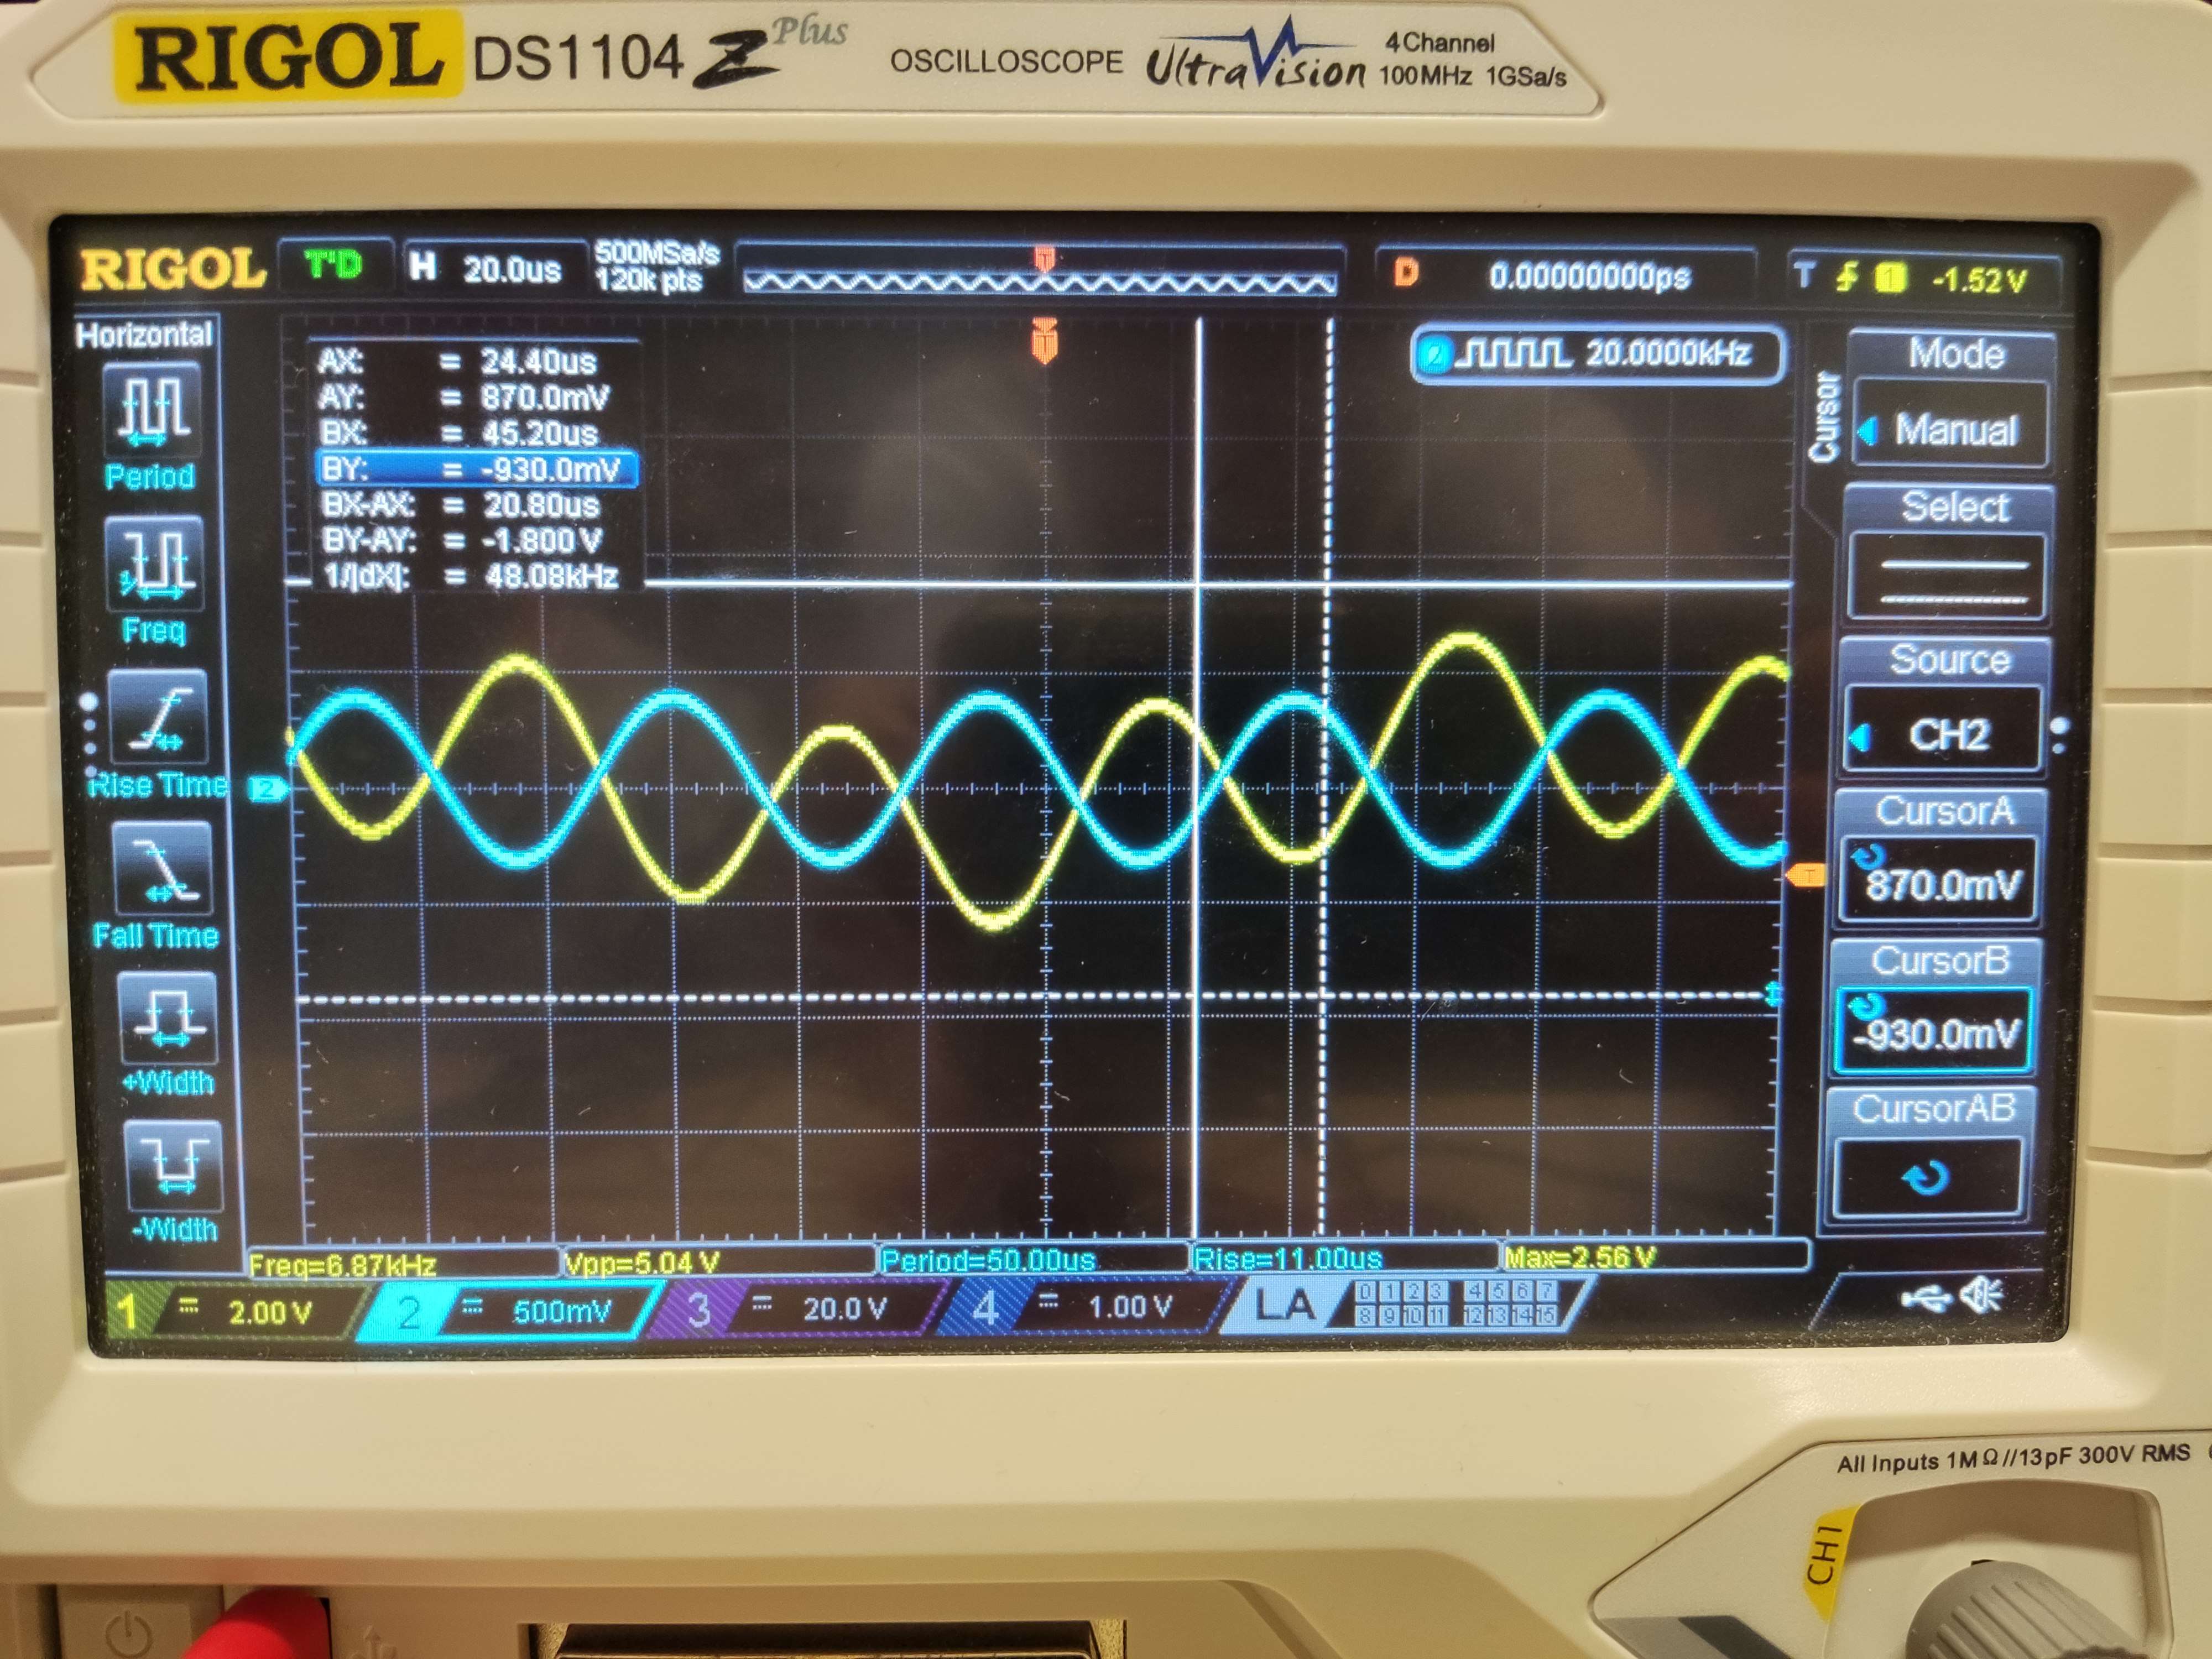 RIGOL DS1104 Z Plus OSCILLOSCOPE UltraVision 4 Channel 100MHz 1GSa/s
RIGOL T'D H 20.0us 500MSa/s 120k pts D 0.00000000ps T 1 -1.52 V
Horizontal
Period
Freq
Rise Time
Fall Time
+Width
-Width
AX: = 24.40us
AY: = 870.0mV
BX: = 45.20us
BY: = -930.0mV
BX-AX: = 20.80us
BY-AY: = -1.800 V
1/|dX|: = 48.08kHz
T
2 20.0000kHz
2
T
Cursor
Mode
Manual
Select
Source
CH2
CursorA
870.0mV
CursorB
-930.0mV
CursorAB
Freq=6.87kHz Vpp=5.04 V Period=50.00us Rise=11.00us Max=2.56 V
1 = 2.00 V 2 = 500mV 3 = 20.0 V 4 = 1.00 V LA
0 1 2 3 4 5 6 7
8 9 10 11 12 13 14 15
All Inputs 1MΩ//13pF 300V RMS
CH1